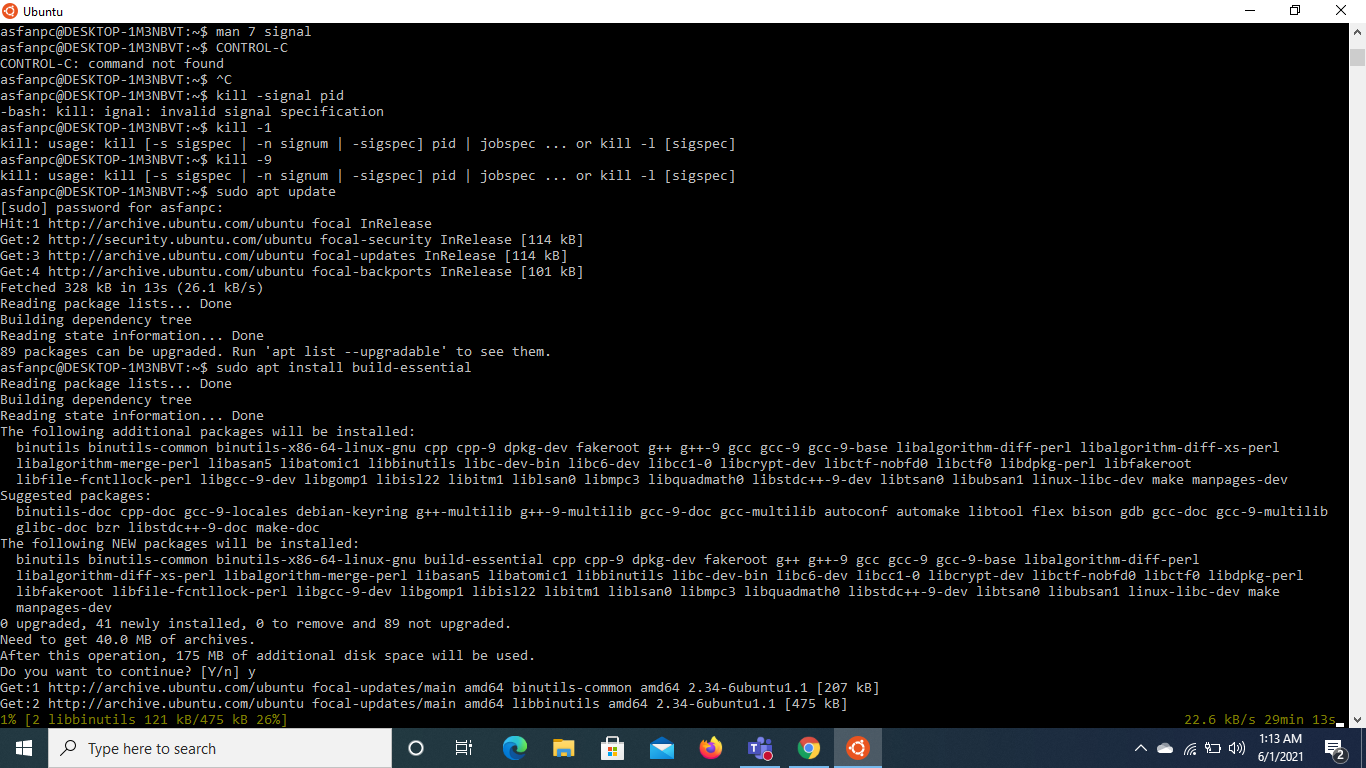 Ubuntu
asfanpc@DESKTOP-1M3NBVT:~$ man 7 signal
asfanpc@DESKTOP-1M3NBVT:~$ CONTROL-C
CONTROL-C: command not found
asfanpc@DESKTOP-1M3NBVT:~$ ^C
asfanpc@DESKTOP-1M3NBVT:~$ kill -signal pid
-bash: kill: ignal: invalid signal specification
asfanpc@DESKTOP-1M3NBVT:~$ kill -1
kill: usage: kill [-s sigspec | -n signum | -sigspec] pid | jobspec ... or kill -l [sigspec]
asfanpc@DESKTOP-1M3NBVT:~$ kill -9
kill: usage: kill [-s sigspec | -n signum | -sigspec] pid | jobspec ... or kill -l [sigspec]
asfanpc@DESKTOP-1M3NBVT:~$ sudo apt update
[sudo] password for asfanpc:
Hit:1 http://archive.ubuntu.com/ubuntu focal InRelease
Get:2 http://security.ubuntu.com/ubuntu focal-security InRelease [114 kB]
Get:3 http://archive.ubuntu.com/ubuntu focal-updates InRelease [114 kB]
Get:4 http://archive.ubuntu.com/ubuntu focal-backports InRelease [101 kB]
Fetched 328 kB in 13s (26.1 kB/s)
Reading package lists... Done
Building dependency tree
Reading state information... Done
89 packages can be upgraded. Run 'apt list --upgradable' to see them.
asfanpc@DESKTOP-1M3NBVT:~$ sudo apt install build-essential
Reading package lists... Done
Building dependency tree
Reading state information... Done
The following additional packages will be installed:
binutils binutils-common binutils-x86-64-linux-gnu cpp cpp-9 dpkg-dev fakeroot g++ g++-9 gcc gcc-9 gcc-9-base libalgorithm-diff-perl libalgorithm-diff-xs-perl
libalgorithm-merge-perl libasan5 libatomic1 libbinutils libc-dev-bin libc6-dev libcc1-0 libcrypt-dev libctf-nobfd0 libctf0 libdpkg-perl libfakeroot
libfile-fcntllock-perl libgcc-9-dev libgomp1 libisl22 libitm1 liblsan0 libmpc3 libquadmath0 libstdc++-9-dev libtsan0 libubsan1 linux-libc-dev make manpages-dev
Suggested packages:
binutils-doc cpp-doc gcc-9-locales debian-keyring g++-multilib g++-9-multilib gcc-9-doc gcc-multilib autoconf automake libtool flex bison gdb gcc-doc gcc-9-multilib
glibc-doc bzr libstdc++-9-doc make-doc
The following NEW packages will be installed:
binutils binutils-common binutils-x86-64-linux-gnu build-essential cpp cpp-9 dpkg-dev fakeroot g++ g++-9 gcc gcc-9 gcc-9-base libalgorithm-diff-perl
libalgorithm-diff-xs-perl libalgorithm-merge-perl libasan5 libatomic1 libbinutils libc-dev-bin libc6-dev libcc1-0 libcrypt-dev libctf-nobfd0 libctf0 libdpkg-perl
libfakeroot libfile-fcntllock-perl libgcc-9-dev libgomp1 libisl22 libitm1 liblsan0 libmpc3 libquadmath0 libstdc++-9-dev libtsan0 libubsan1 linux-libc-dev make
manpages-dev
0 upgraded, 41 newly installed, 0 to remove and 89 not upgraded.
Need to get 40.0 MB of archives.
After this operation, 175 MB of additional disk space will be used.
Do you want to continue? [Y/n] y
Get:1 http://archive.ubuntu.com/ubuntu focal-updates/main amd64 binutils-common amd64 2.34-6ubuntu1.1 [207 kB]
Get:2 http://archive.ubuntu.com/ubuntu focal-updates/main amd64 libbinutils amd64 2.34-6ubuntu1.1 [475 kB]
1% [2 libbinutils 121 kB/475 kB 26%] 22.6 kB/s 29min 13s
Type here to search
1:13 AM
6/1/2021
2